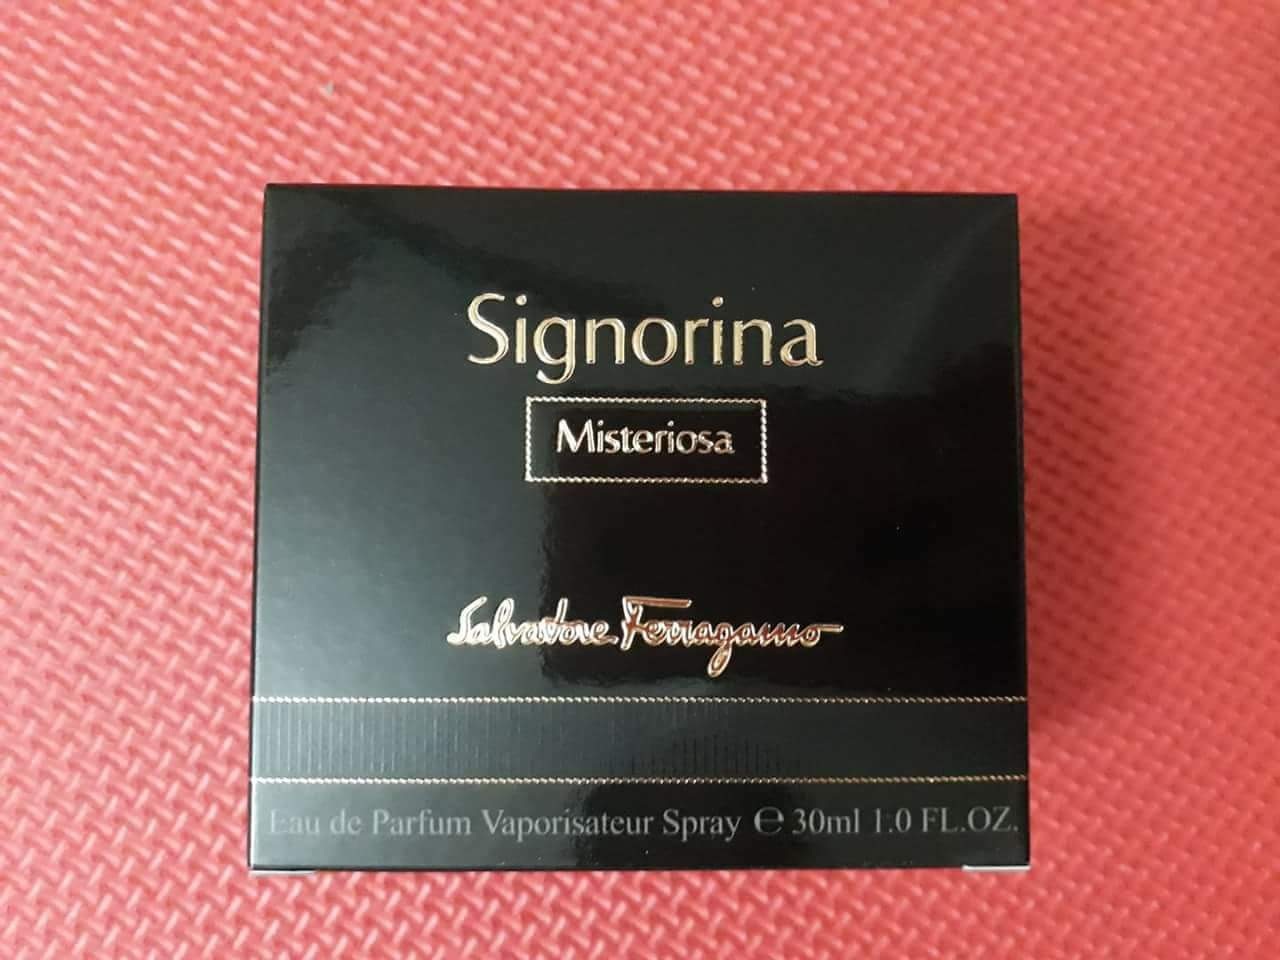 Signorina
Misteriosa
Salvatore Ferragamo
Eau de Parfum Vaporisateur Spray ℮ 30ml 1.0 FL.OZ.